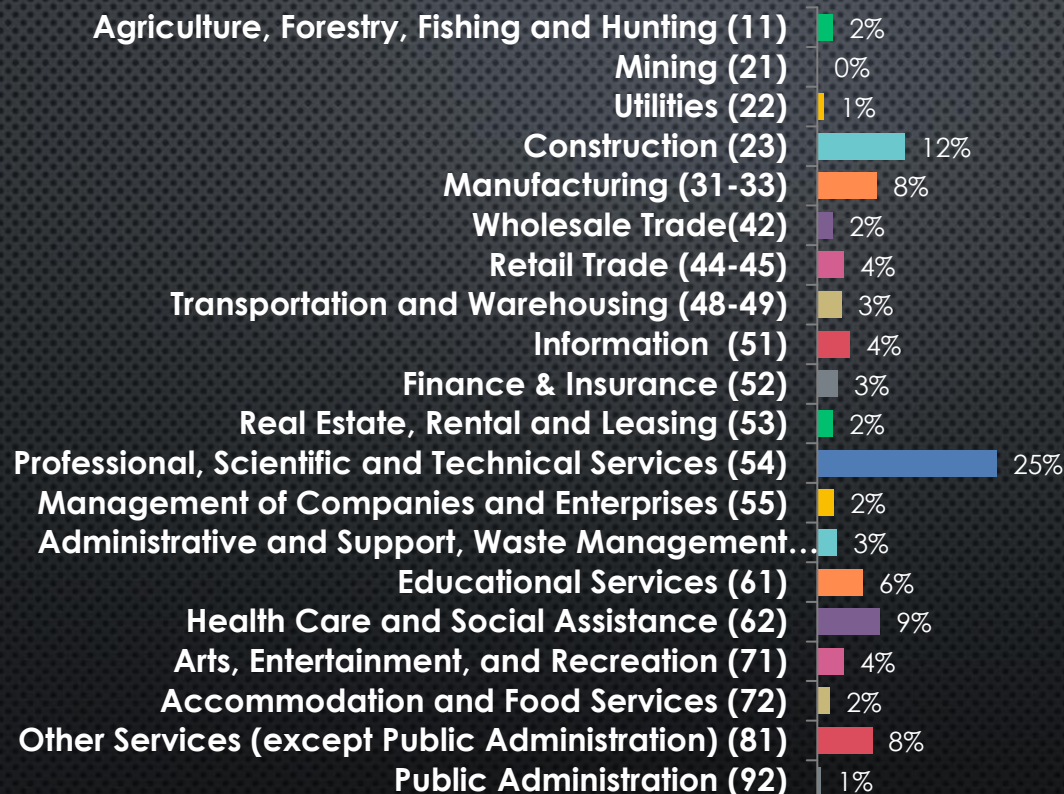 Agriculture, Forestry, Fishing and Hunting (11) 2%
Mining (21) 0%
Utilities (22) 1%
Construction (23) 12%
Manufacturing (31-33) 8%
Wholesale Trade(42) 2%
Retail Trade (44-45) 4%
Transportation and Warehousing (48-49) 3%
Information (51) 4%
Finance & Insurance (52) 3%
Real Estate, Rental and Leasing (53) 2%
Professional, Scientific and Technical Services (54) 25%
Management of Companies and Enterprises (55) 2%
Administrative and Support, Waste Management... 3%
Educational Services (61) 6%
Health Care and Social Assistance (62) 9%
Arts, Entertainment, and Recreation (71) 4%
Accommodation and Food Services (72) 2%
Other Services (except Public Administration) (81) 8%
Public Administration (92) 1%